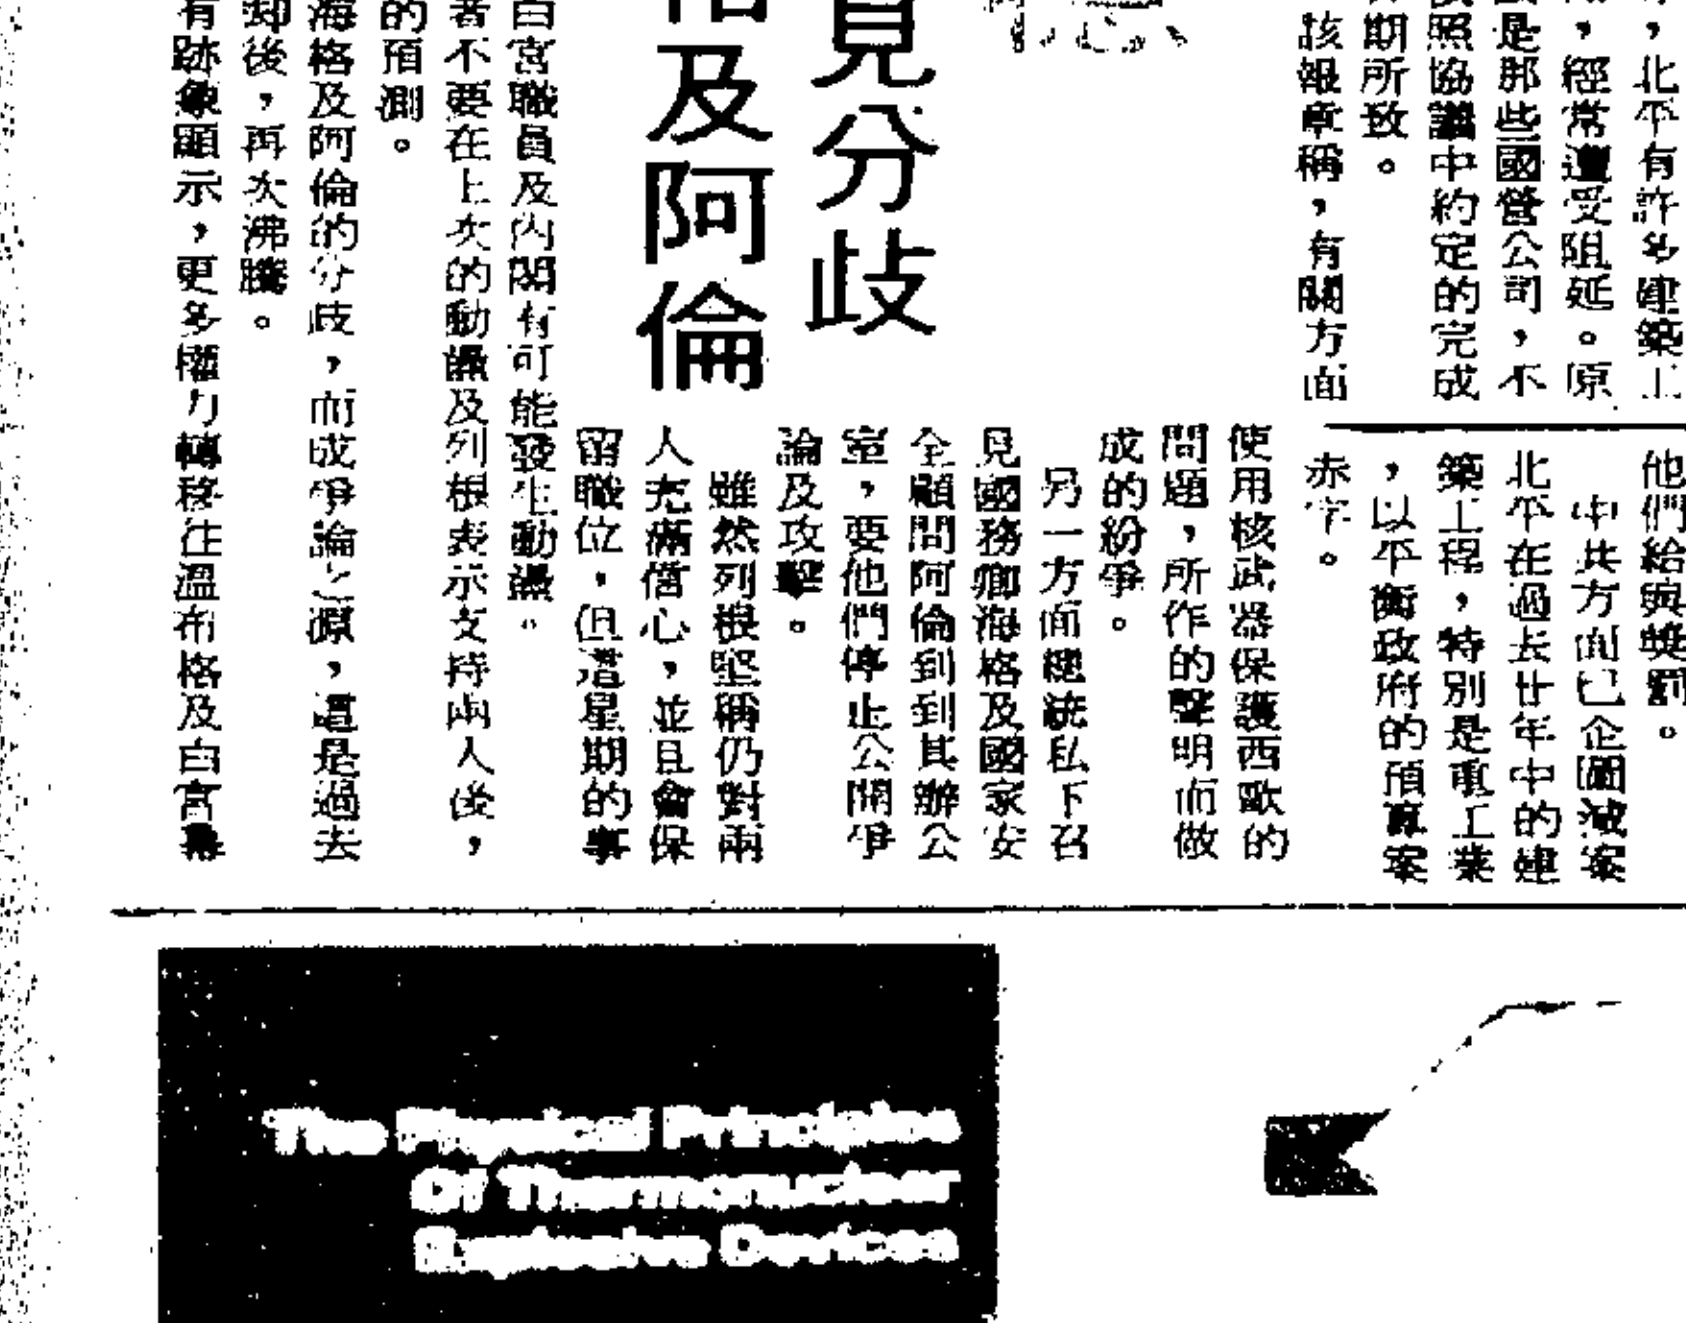 ，北平有許多建築工
，經常遭受阻延。原
是那些國營公司，不
照協議中約定的完成
期所致。
該報章稱，有關方面
他們給與獎罰。
中共方面已企圖減案
北平在過去廿年中的建
築工程，特別是重工業
，以平衡政府的預算案
赤字。
見分歧
格及阿倫
使用核武器保護西歐的
問題，所作的聲明而做
成的紛爭。
另一方面總統私下召
見國務卿海格及國家安
全顧問阿倫到到其辦公
室，要他們停止公開爭
論及攻擊。
雖然列根堅稱仍對兩
人充滿信心，並且會保
留職位，但這星期的事
白宮職員及內閣有可能發生動盪。
者不要在上次的動盪及列根表示支持兩人後，
的預測。
海格及阿倫的分歧，而成爭論之源，這是過去
卸後，再次沸騰。
有跡象顯示，更多權力轉移往溫布格及白宮幕
The Physical Principles
Of Thermonuclear
Explosive Devices